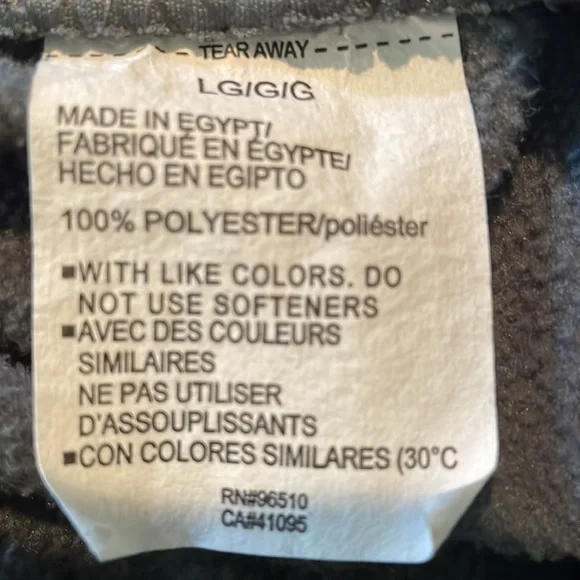 TEAR AWAY
LG/G/G
MADE IN EGYPT/
FABRIQUÉ EN ÉGYPTE/
HECHO EN EGIPTO
100% POLYESTER/poliéster
▪WITH LIKE COLORS. DO
NOT USE SOFTENERS
▪AVEC DES COULEURS
SIMILAIRES
NE PAS UTILISER
D'ASSOUPLISSANTS
▪CON COLORES SIMILARES (30°C
RN#96510
CA#41095